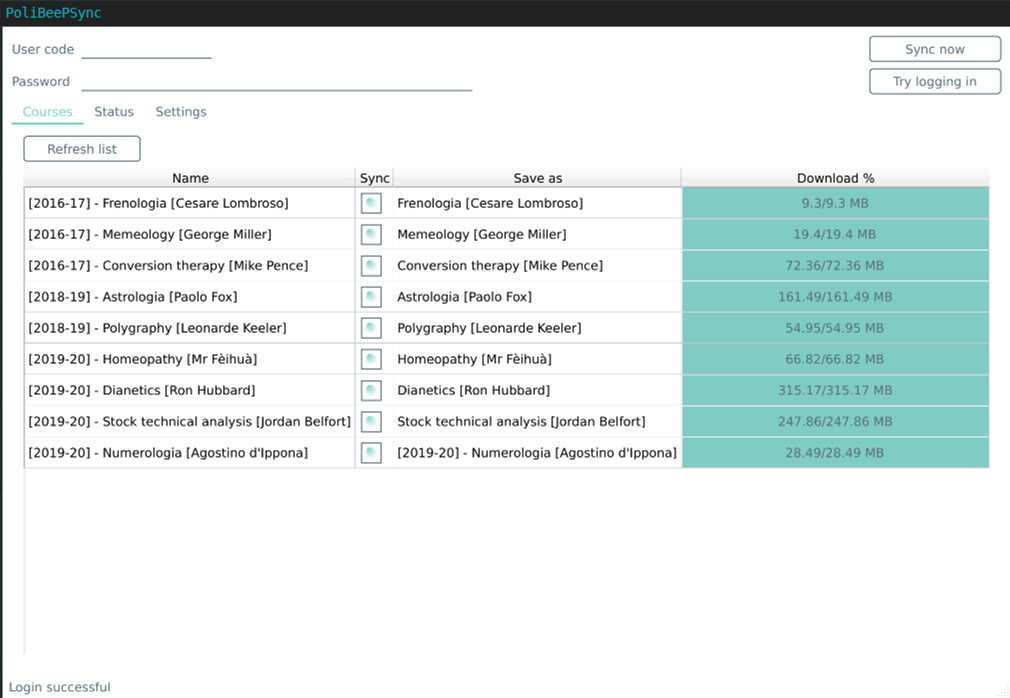 PoliBeePSync
User code
Sync now
Password
Try logging in
Courses Status Settings
Refresh list
Name Sync Save as Download %
[2016-17] - Frenologia [Cesare Lombroso] Frenologia [Cesare Lombroso] 9.3/9.3 MB
[2016-17] - Memeology [George Miller] Memeology [George Miller] 19.4/19.4 MB
[2016-17] - Conversion therapy [Mike Pence] Conversion therapy [Mike Pence] 72.36/72.36 MB
[2018-19] - Astrologia [Paolo Fox] Astrologia [Paolo Fox] 161.49/161.49 MB
[2018-19] - Polygraphy [Leonarde Keeler] Polygraphy [Leonarde Keeler] 54.95/54.95 MB
[2019-20] - Homeopathy [Mr Fèihuà] Homeopathy [Mr Fèihuà] 66.82/66.82 MB
[2019-20] - Dianetics [Ron Hubbard] Dianetics [Ron Hubbard] 315.17/315.17 MB
[2019-20] - Stock technical analysis [Jordan Belfort] Stock technical analysis [Jordan Belfort] 247.86/247.86 MB
[2019-20] - Numerologia [Agostino d'Ippona] [2019-20] - Numerologia [Agostino d'Ippona] 28.49/28.49 MB
Login successful